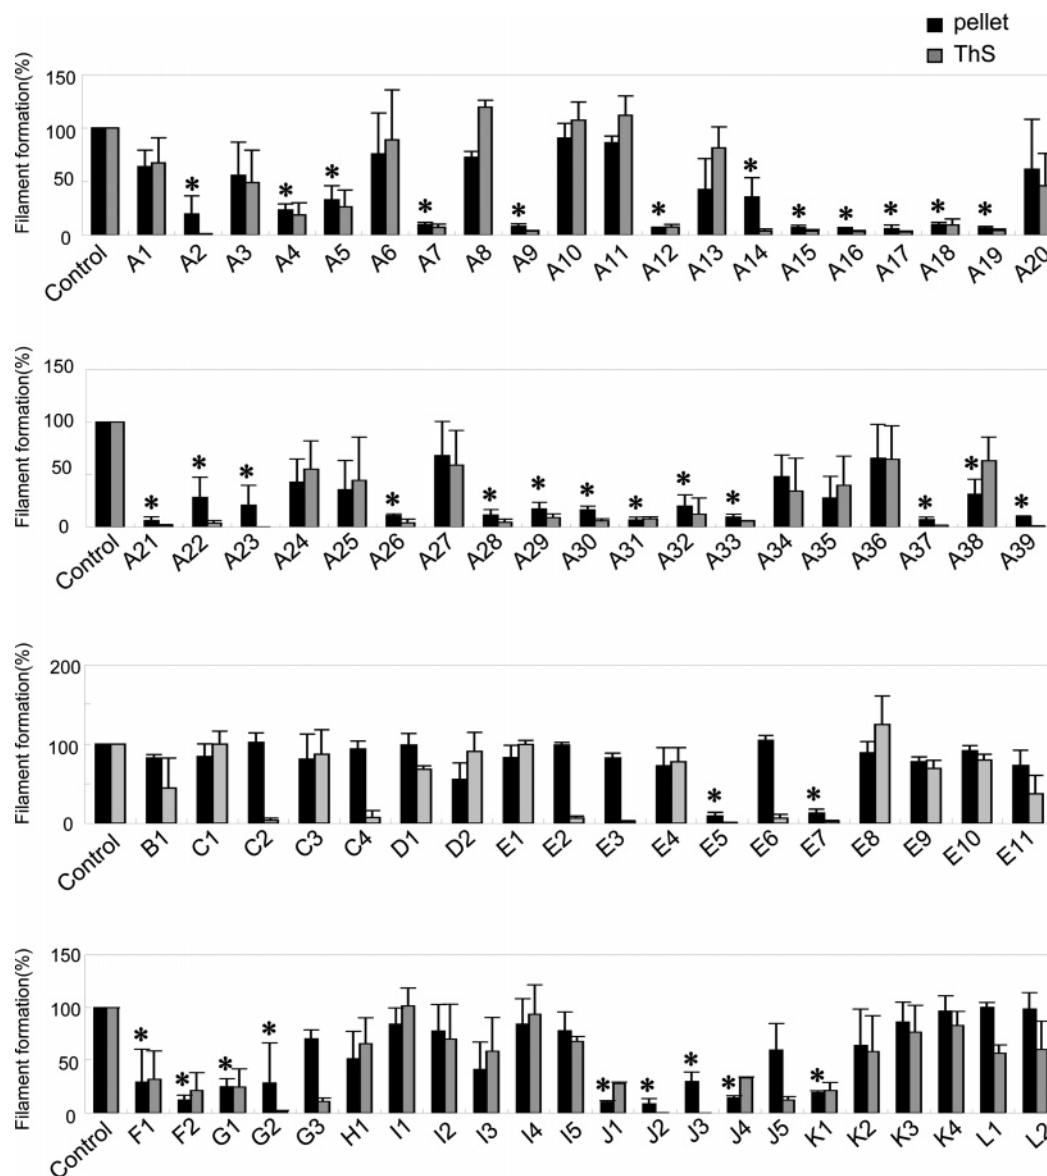 pellet
ThS
Filament formation(%)
150
100
50
0
* * * * * * * * * * * *
Control A1 A2 A3 A4 A5 A6 A7 A8 A9 A10 A11 A12 A13 A14 A15 A16 A17 A18 A19 A20
Filament formation(%)
150
100
50
0
* * * * * * * * * * * * *
Control A21 A22 A23 A24 A25 A26 A27 A28 A29 A30 A31 A32 A33 A34 A35 A36 A37 A38 A39
Filament formation(%)
200
100
0
* *
Control B1 C1 C2 C3 C4 D1 D2 E1 E2 E3 E4 E5 E6 E7 E8 E9 E10 E11
Filament formation(%)
150
100
50
0
* * * * * * * * *
Control F1 F2 G1 G2 G3 H1 I1 I2 I3 I4 I5 J1 J2 J3 J4 J5 K1 K2 K3 K4 L1 L2